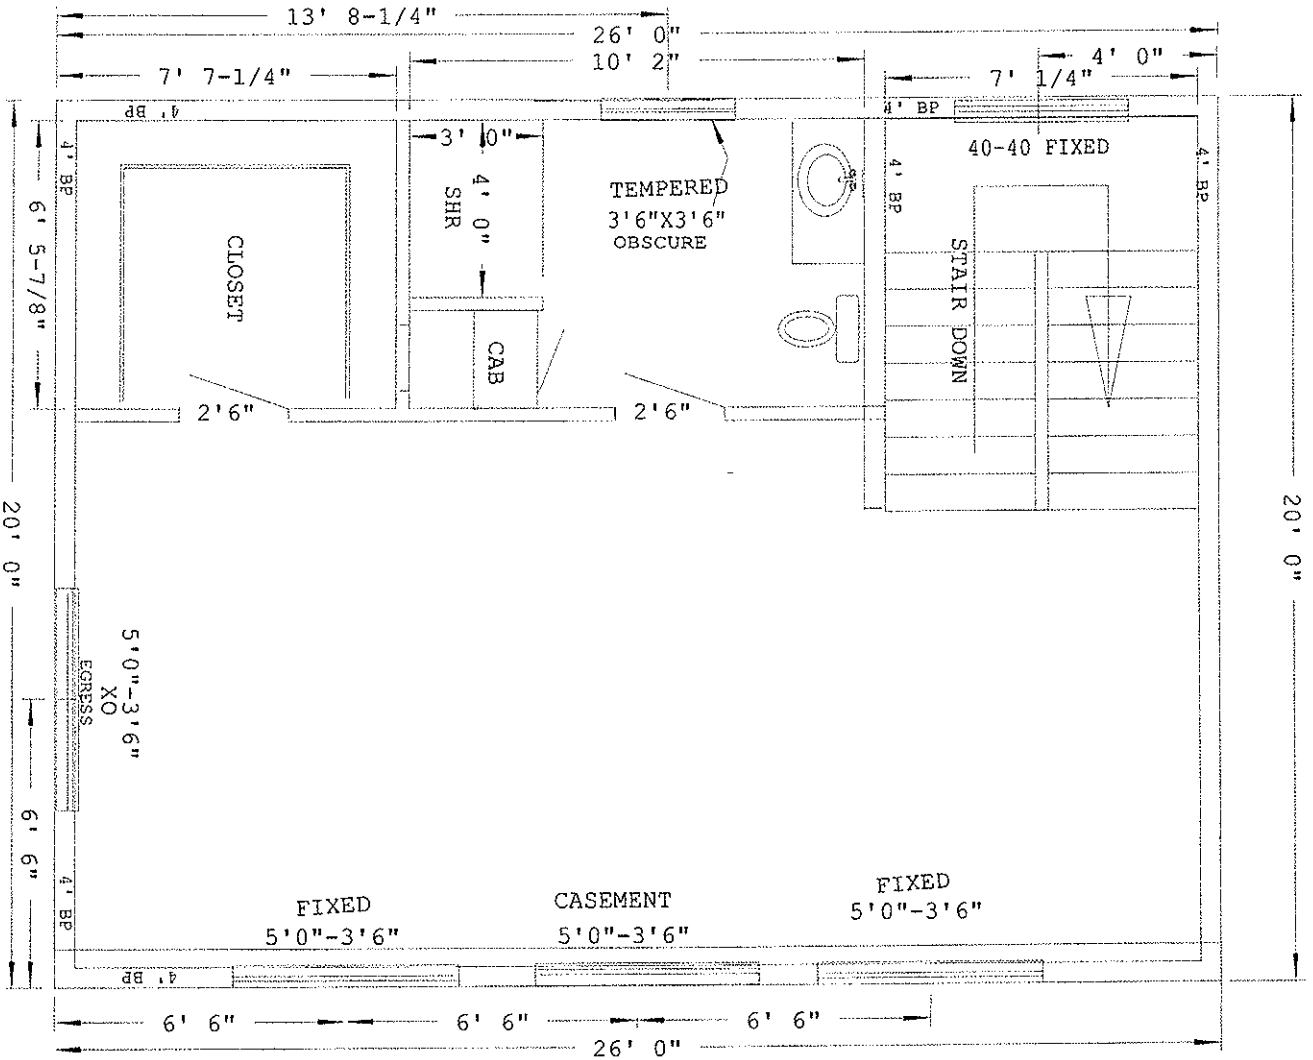 13' 8-1/4"
26' 0"
10' 2"
7' 7-1/4"
4' 0"
7' 1/4"
4' BP
4' BP
4' BP
4' BP
4' BP
3' 0"
4' 0"
SHR
40-40 FIXED
TEMPERED
3'6"X3'6"
OBSCURE
6' 5-7/8"
CLOSET
STAIR DOWN
CAB
2'6"
2'6"
20' 0"
20' 0"
5'0"-3'6"
XO
EGRESS
6' 6"
4' BP
FIXED
5'0"-3'6"
CASEMENT
5'0"-3'6"
FIXED
5'0"-3'6"
4' BP
6' 6"
6' 6"
6' 6"
26' 0"